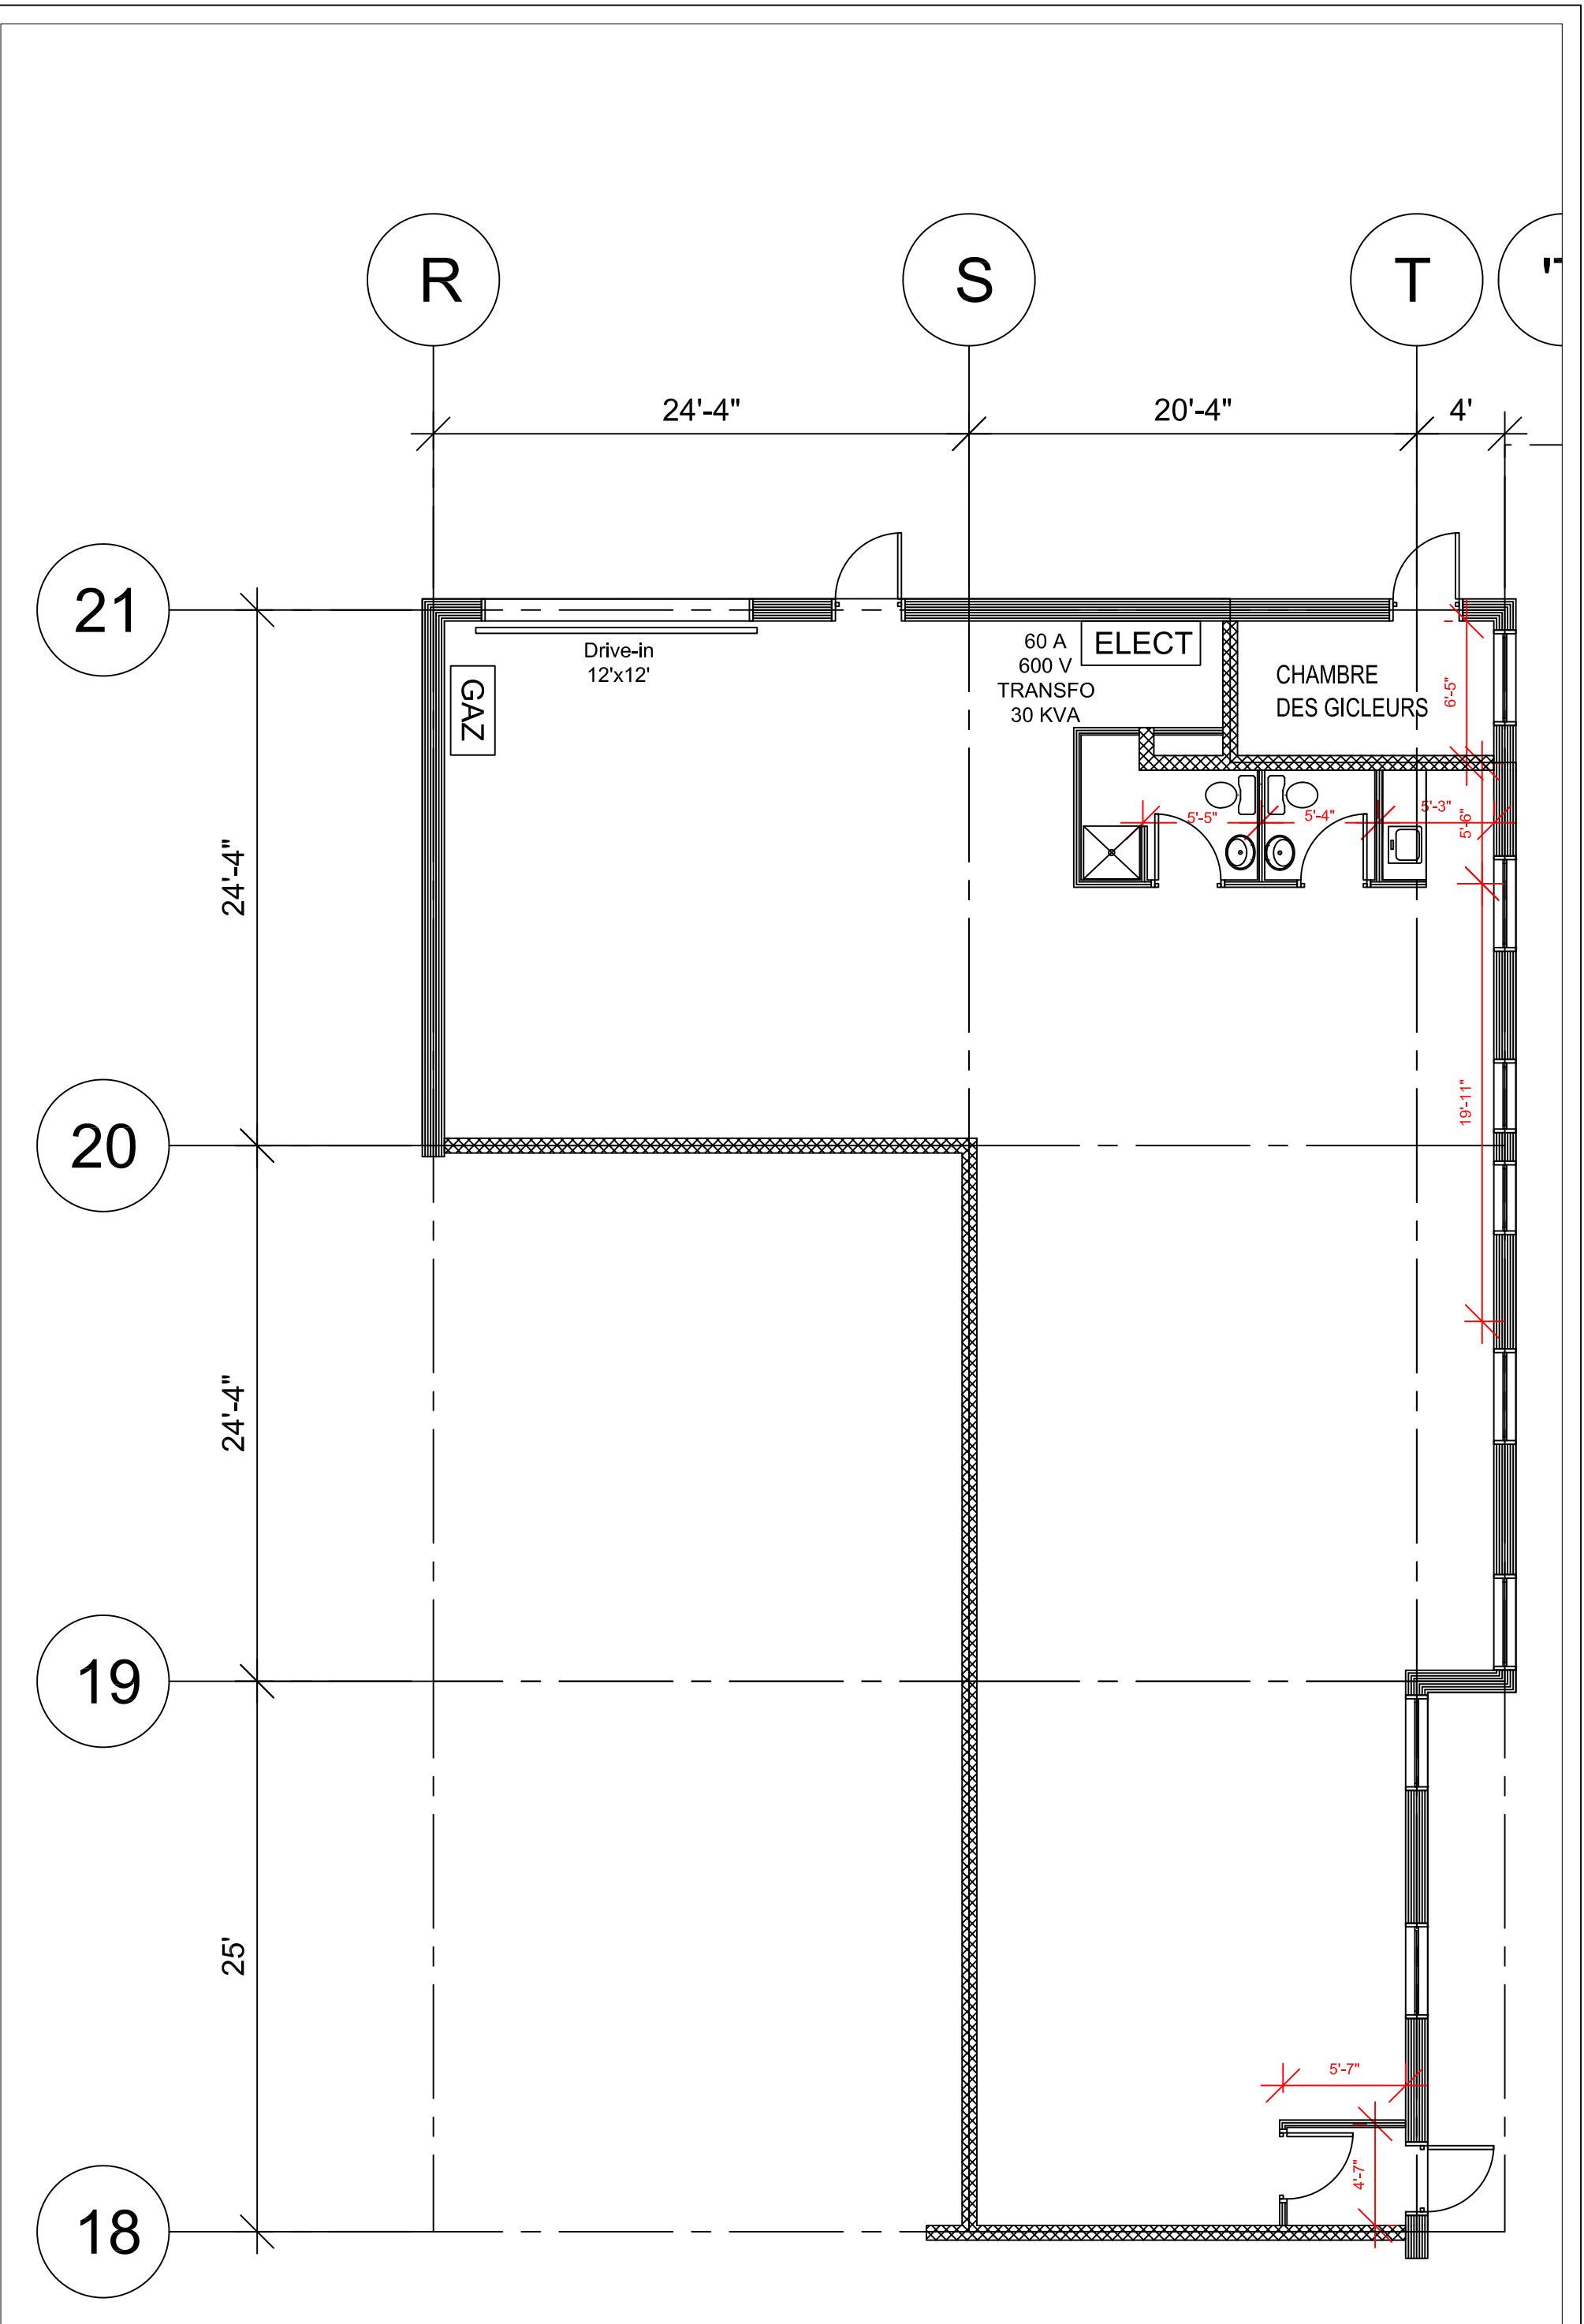 R
S
T
24'-4"
20'-4"
4'
21
Drive-in
12'x12'
60 A
600 V
TRANSFO
30 KVA
ELECT
CHAMBRE
DES GICLEURS
6'-5"
GAZ
5'-5"
5'-4"
5'-3"
5'-6"
24'-4"
19'-11"
20
24'-4"
19
25'
5'-7"
4'-7"
18